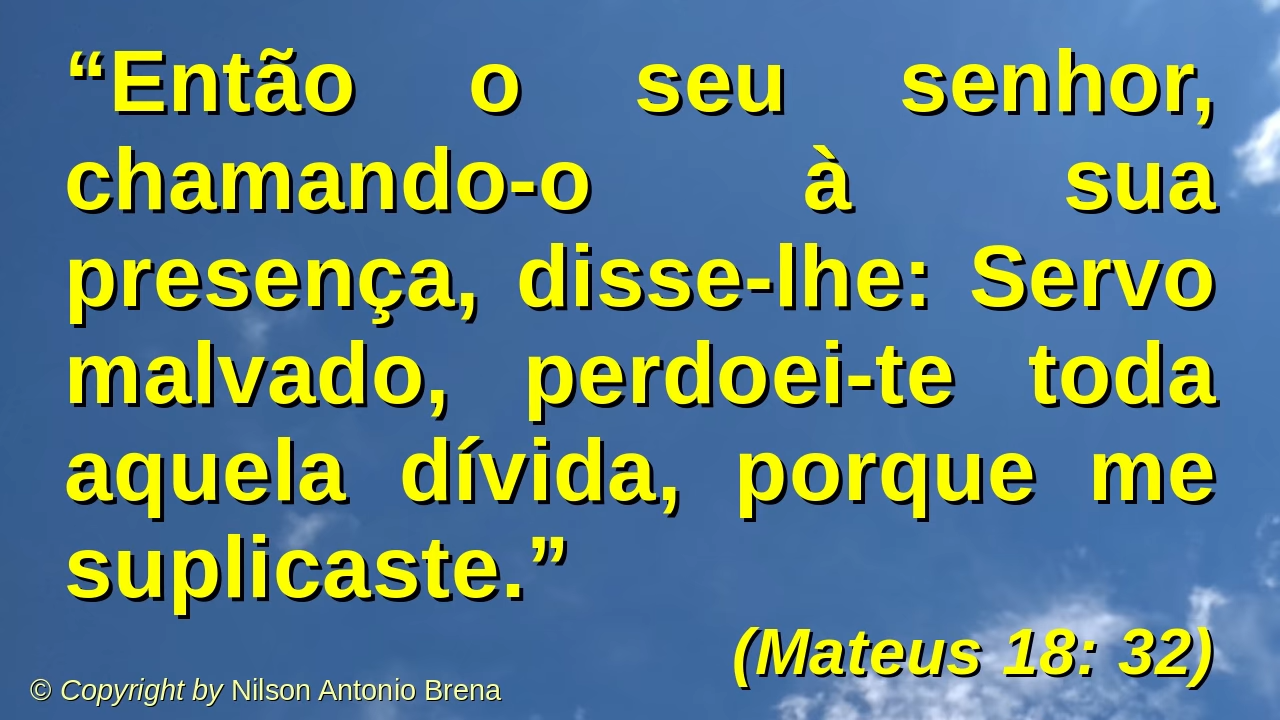 “Então o seu senhor,
chamando-o à sua
presença, disse-lhe: Servo
malvado, perdoei-te toda
aquela dívida, porque me
suplicaste.”
(Mateus 18: 32)
© Copyright by Nilson Antonio Brena